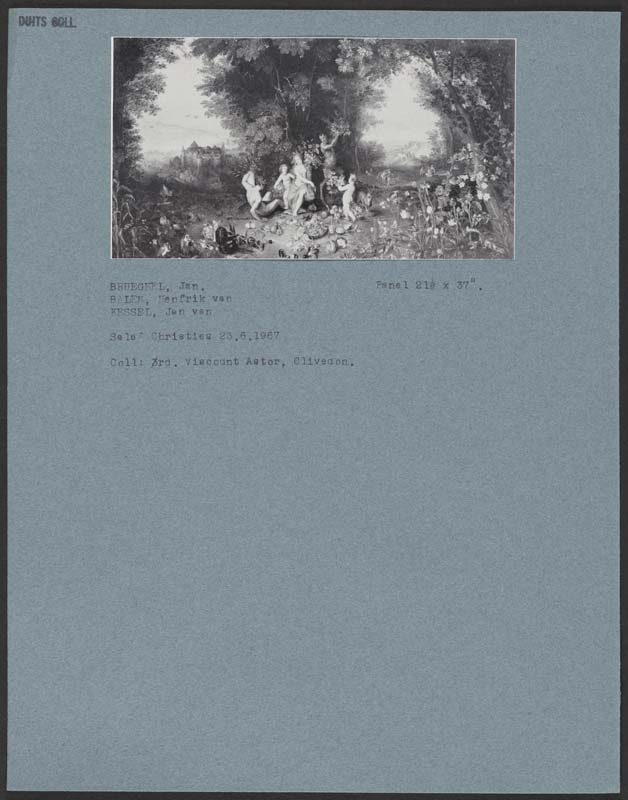 DUITS COLL.
BRUEGHEL, Jan. Panel 21½ x 37".
BALEN, Henfrik van
KESSEL, Jan van
Sale: Christies 23.6.1967
Coll: 3rd. Viscount Astor, Cliveden.